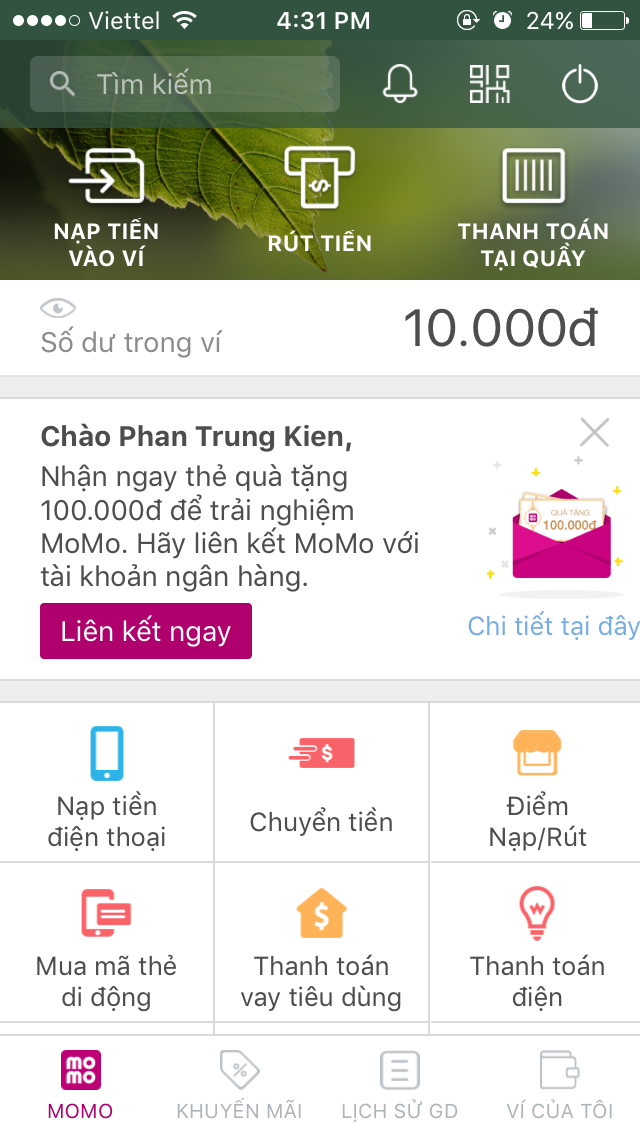 Viettel 4:31 PM 24%
Tìm kiếm
NẠP TIỀN
VÀO VÍ
RÚT TIỀN
THANH TOÁN
TẠI QUẦY
Số dư trong ví
10.000đ
Chào Phan Trung Kien,
Nhận ngay thẻ quà tặng
100.000đ để trải nghiệm
MoMo. Hãy liên kết MoMo với
tài khoản ngân hàng.
QUÀ TẶNG
100.000đ
Liên kết ngay
Chi tiết tại đây
Nạp tiền
điện thoại
Chuyển tiền
Điểm
Nạp/Rút
Mua mã thẻ
di động
Thanh toán
vay tiêu dùng
Thanh toán
điện
mo
mo
MOMO
KHUYẾN MÃI
LỊCH SỬ GD
VÍ CỦA TÔI